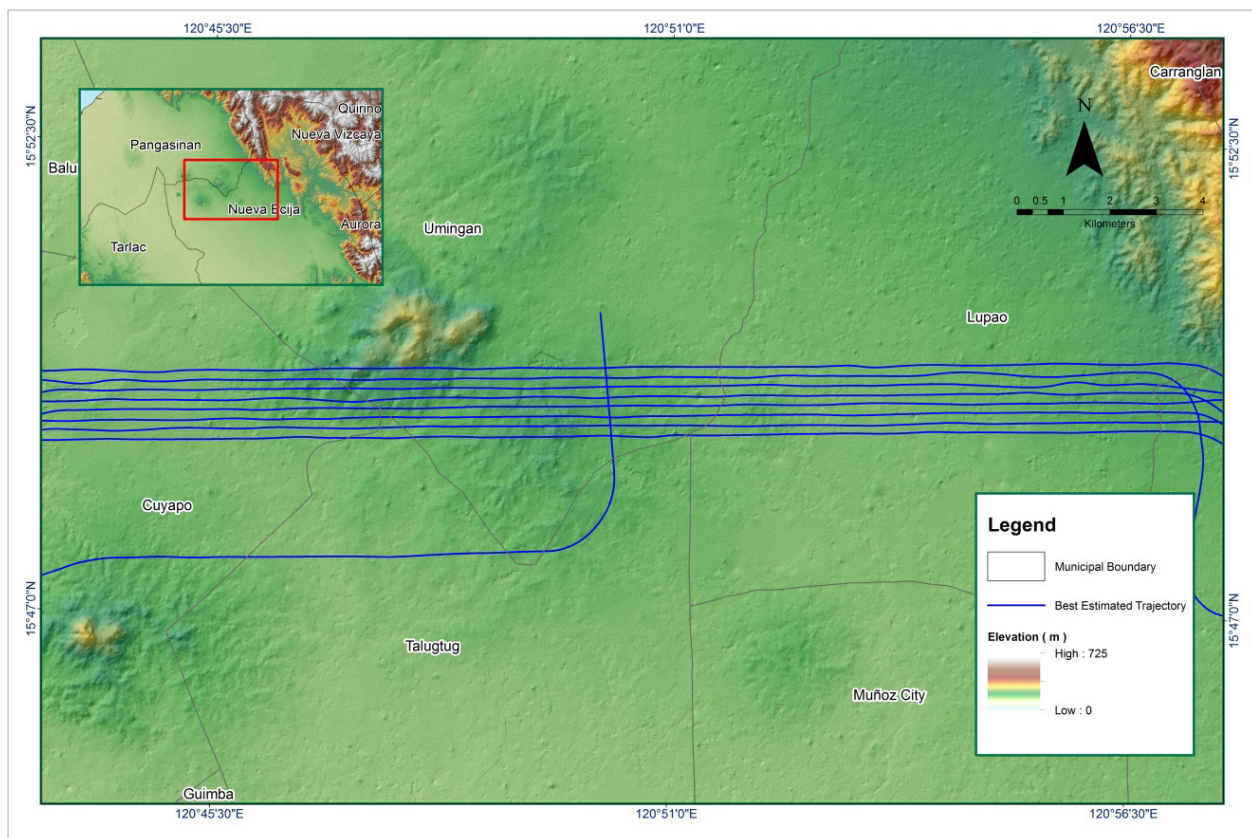 120°45'30"E
120°51'0"E
120°56'30"E
Carranglan
N
15°52'30"N
15°52'30"N
Quirino
Nueva Vizcaya
Pangasinan
Balu
Nueva Ecija
Aurora
Tarlac
0 0.5 1 2 3 4
Kilometers
Umingan
Lupao
Cuyapo
Legend
Municipal Boundary
Best Estimated Trajectory
Elevation ( m )
High : 725
Low : 0
15°47'0"N
15°47'0"N
Talugtug
Muñoz City
Guimba
120°45'30"E
120°51'0"E
120°56'30"E